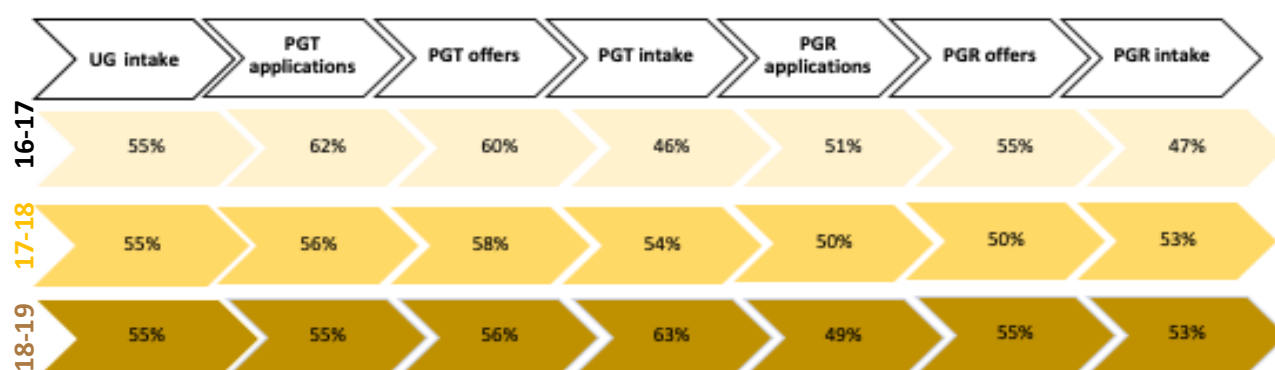 UG intake
PGT
applications
PGT offers
PGT intake
PGR
applications
PGR offers
PGR intake
16-17
55%
62%
60%
46%
51%
55%
47%
17-18
55%
56%
58%
54%
50%
50%
53%
18-19
55%
55%
56%
63%
49%
55%
53%